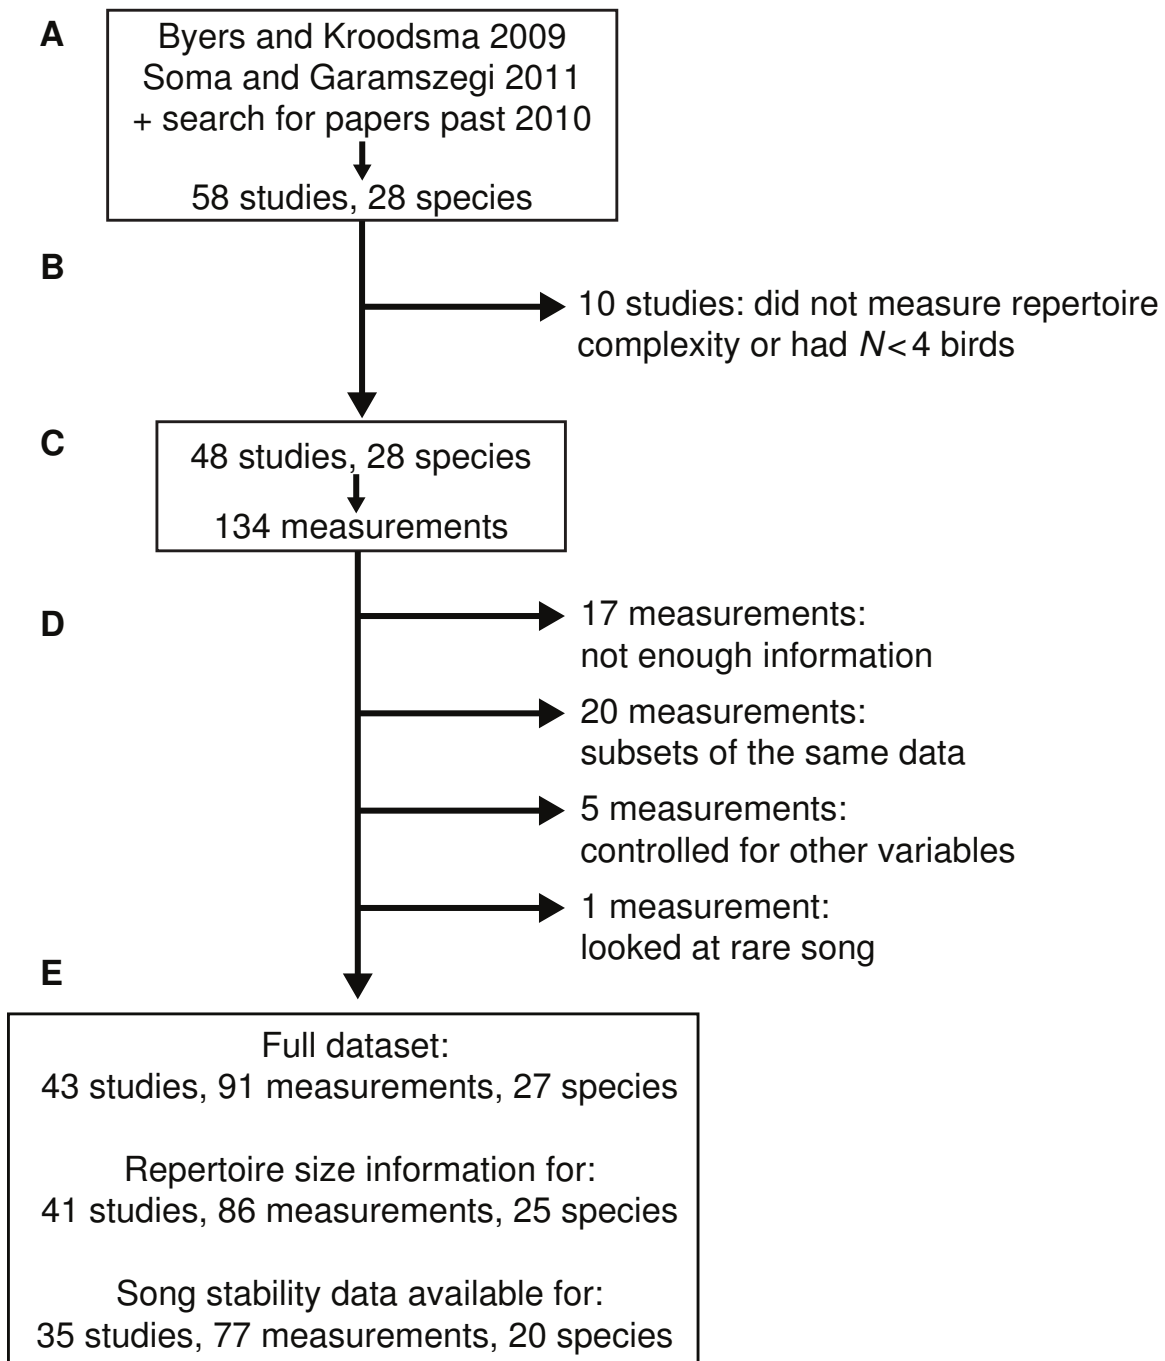 A
Byers and Kroodsma 2009
Soma and Garamszegi 2011
+ search for papers past 2010
58 studies, 28 species
B
10 studies: did not measure repertoire
complexity or had N<4 birds
C
48 studies, 28 species
134 measurements
D
17 measurements:
not enough information
20 measurements:
subsets of the same data
5 measurements:
controlled for other variables
1 measurement:
looked at rare song
E
Full dataset:
43 studies, 91 measurements, 27 species
Repertoire size information for:
41 studies, 86 measurements, 25 species
Song stability data available for:
35 studies, 77 measurements, 20 species